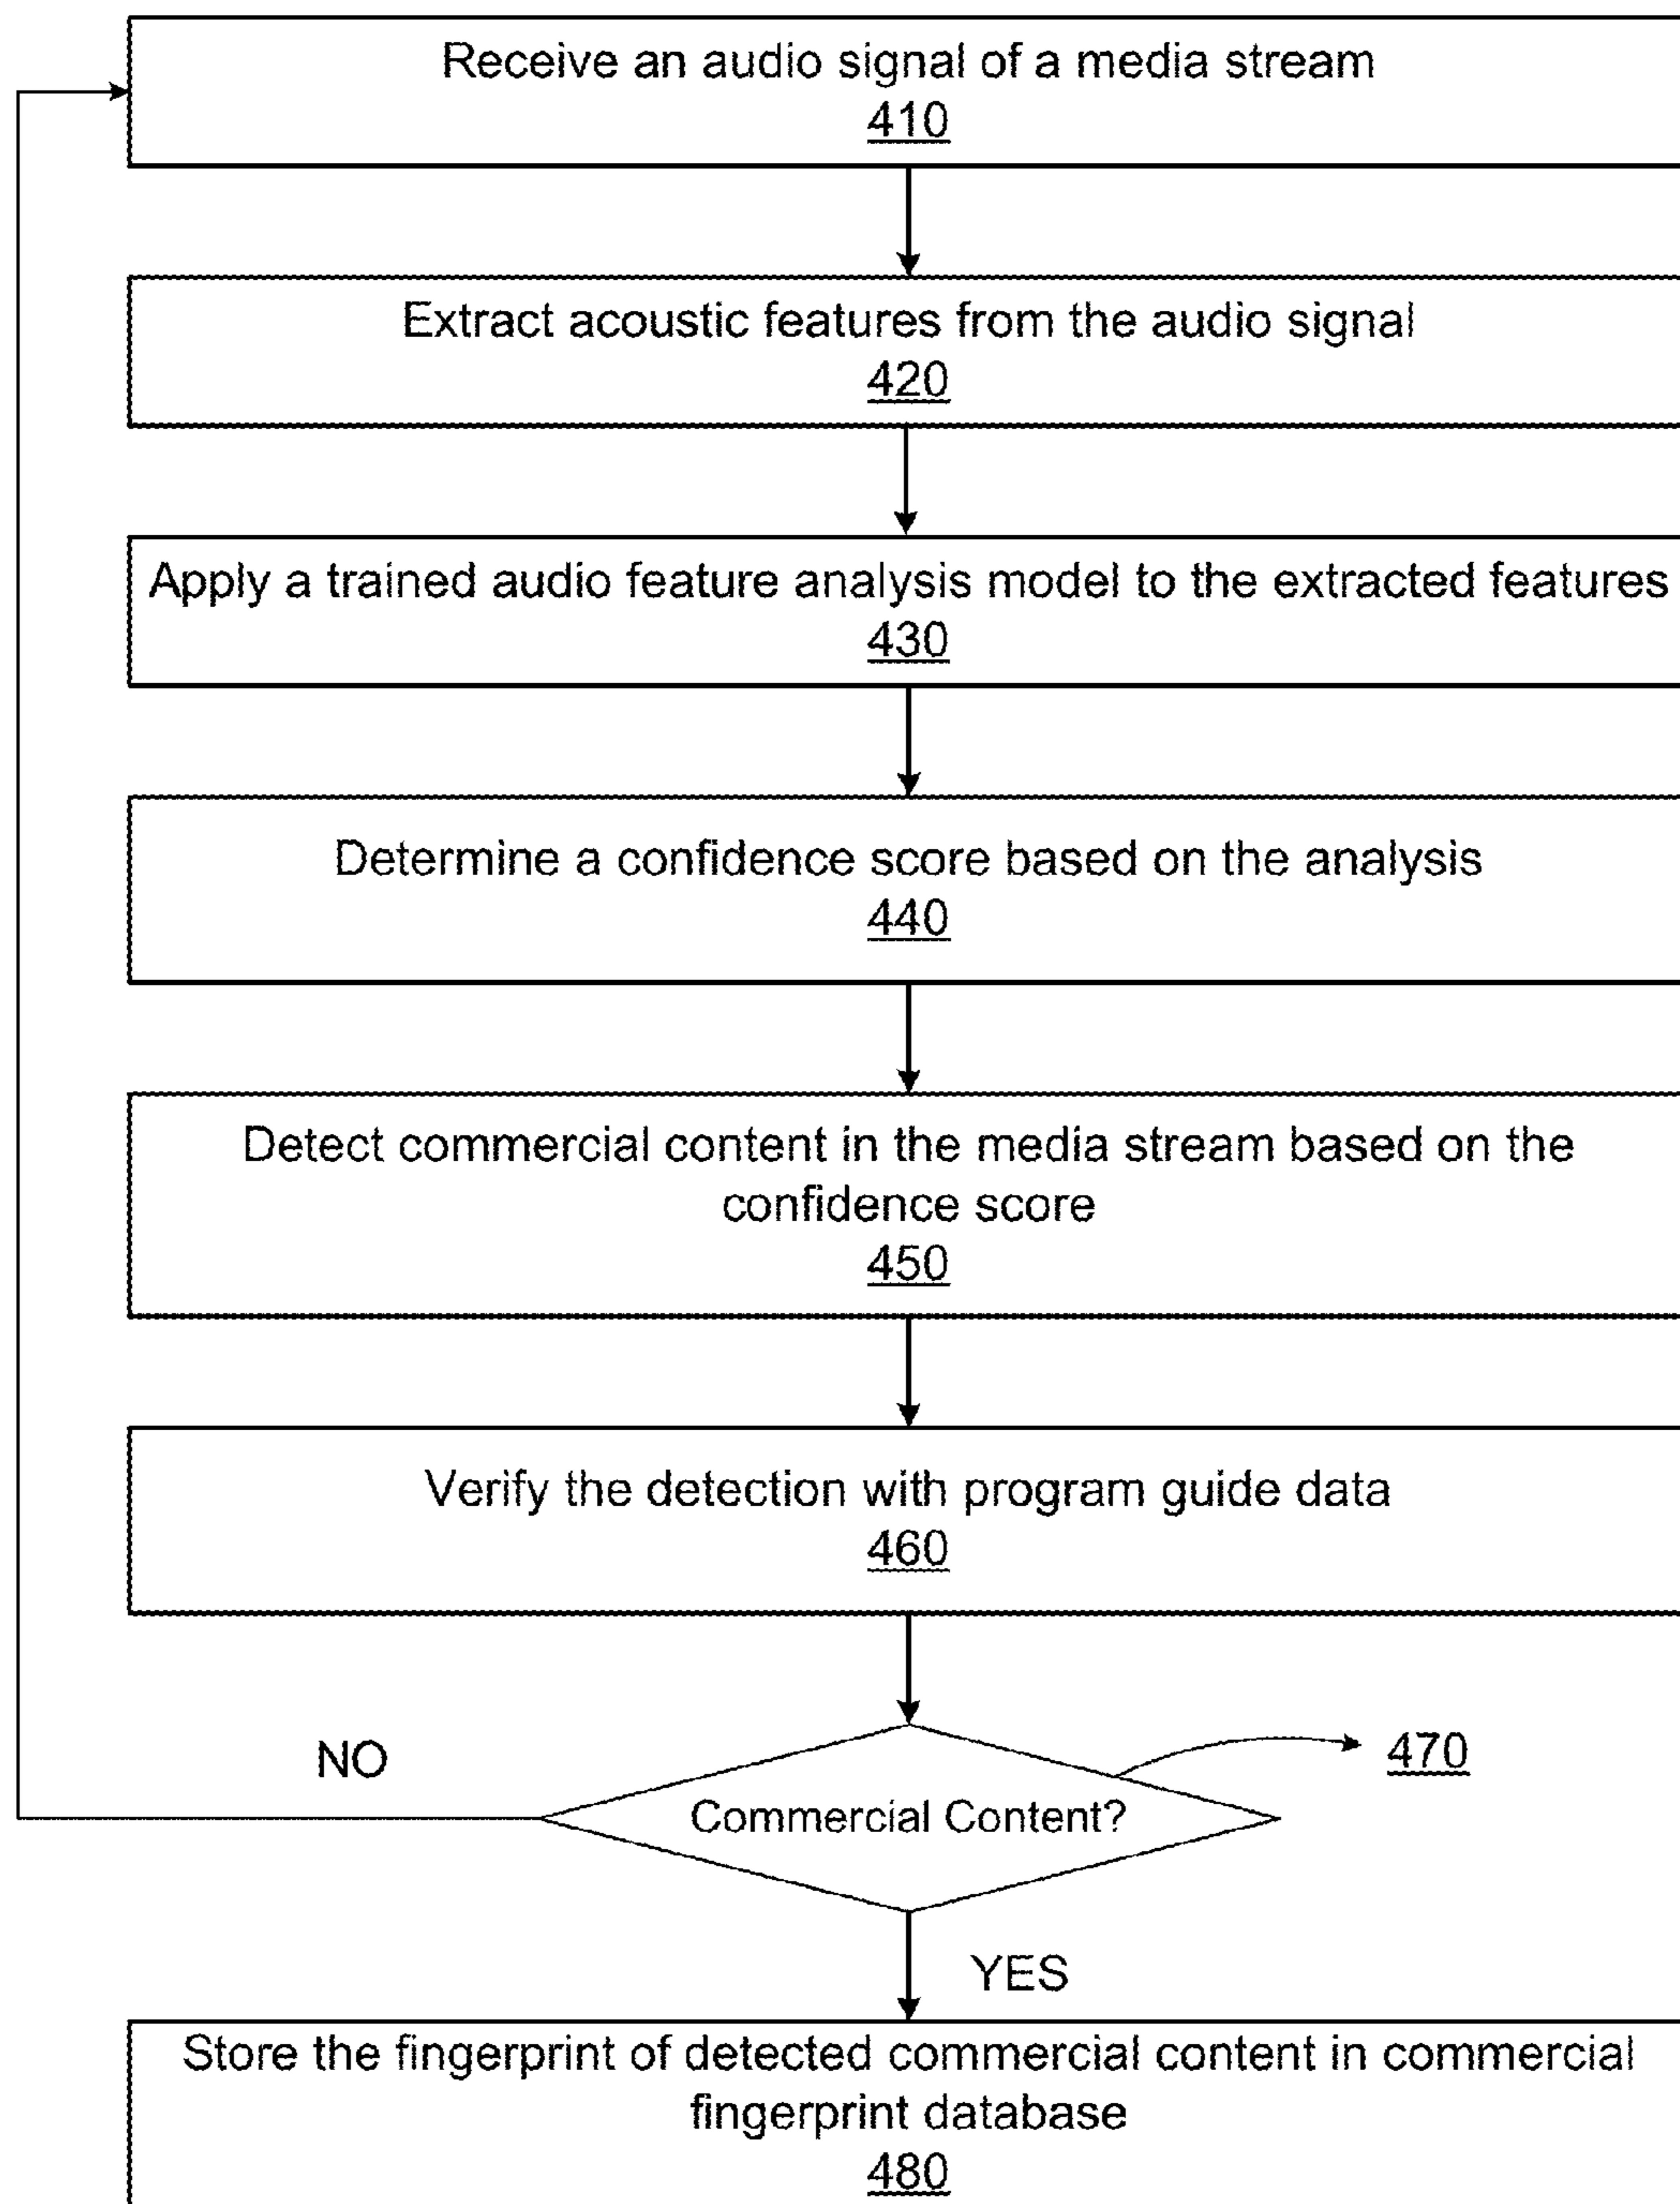 Receive an audio signal of a media stream
410
Extract acoustic features from the audio signal
420
Apply a trained audio feature analysis model to the extracted features
430
Determine a confidence score based on the analysis
440
Detect commercial content in the media stream based on the
confidence score
450
Verify the detection with program guide data
460
NO
470
Commercial Content?
YES
Store the fingerprint of detected commercial content in commercial
fingerprint database
480